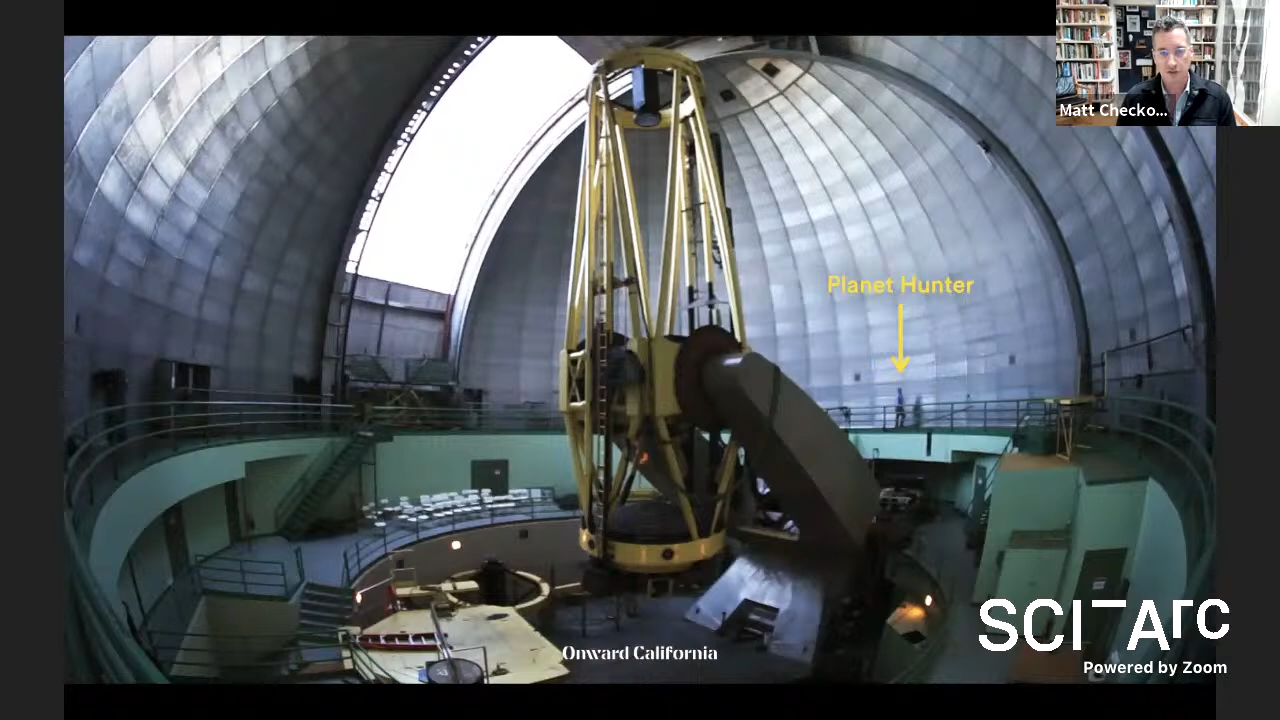 Matt Checko...
Planet Hunter
Onward California
SCI-Arc
Powered by Zoom